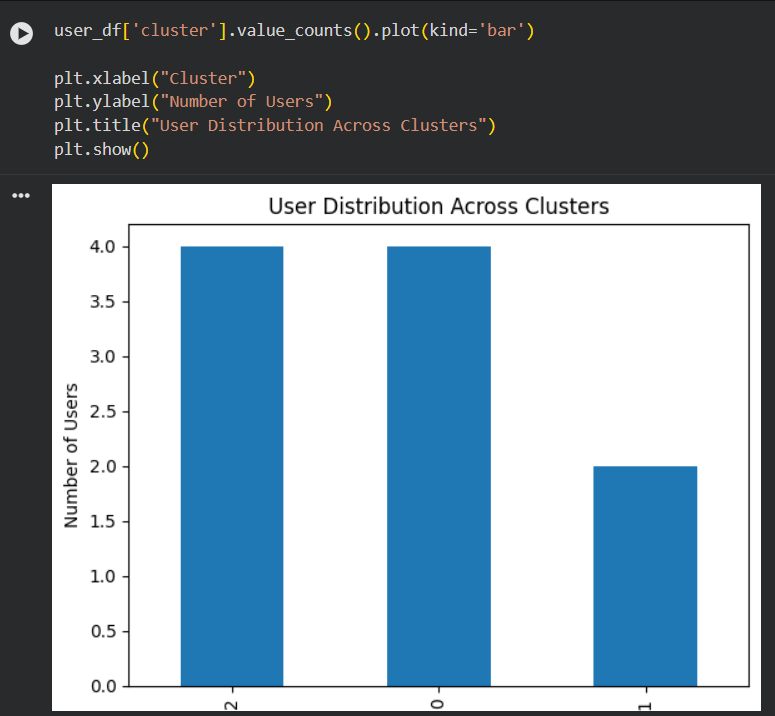 user_df['cluster'].value_counts().plot(kind='bar')
plt.xlabel("Cluster")
plt.ylabel("Number of Users")
plt.title("User Distribution Across Clusters")
plt.show()
User Distribution Across Clusters
4.0
3.5
3.0
2.5
2.0
1.5
1.0
0.5
0.0
Number of Users
2
0
1